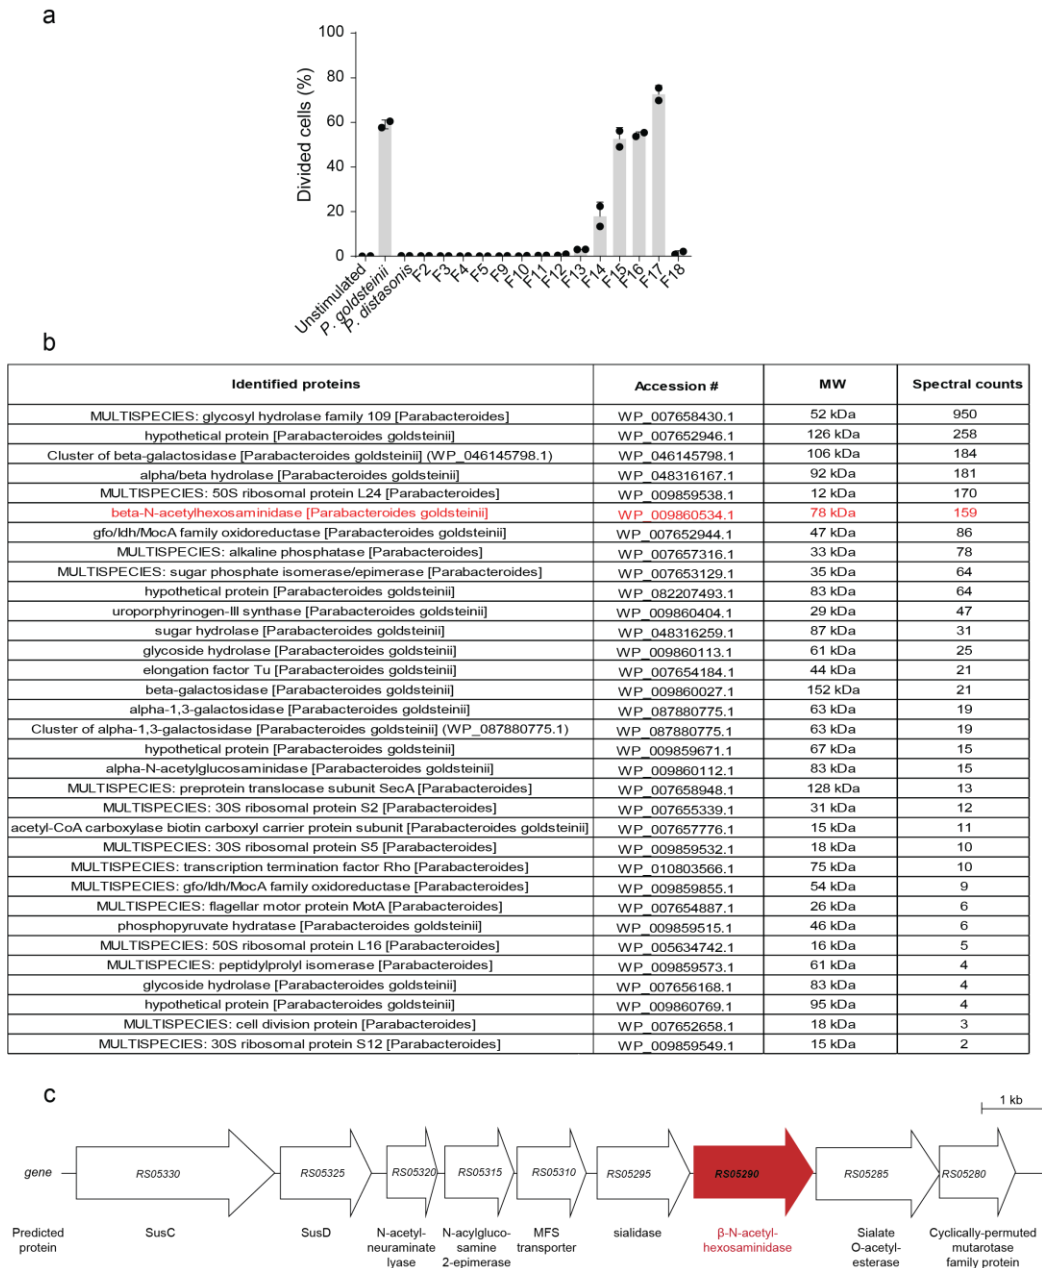 a
Divided cells (%)
100
80
60
40
20
0
Unstimulated
P. goldsteinii
P. distasonis
F2
F3
F4
F5
F9
F10
F11
F12
F13
F14
F15
F16
F17
F18
b
Identified proteins Accession # MW Spectral counts
MULTISPECIES: glycosyl hydrolase family 109 [Parabacteroides] WP_007658430.1 52 kDa 950
hypothetical protein [Parabacteroides goldsteinii] WP_007652946.1 126 kDa 258
Cluster of beta-galactosidase [Parabacteroides goldsteinii] (WP_046145798.1) WP_046145798.1 106 kDa 184
alpha/beta hydrolase [Parabacteroides goldsteinii] WP_048316167.1 92 kDa 181
MULTISPECIES: 50S ribosomal protein L24 [Parabacteroides] WP_009859538.1 12 kDa 170
beta-N-acetylhexosaminidase [Parabacteroides goldsteinii] WP_009860534.1 78 kDa 159
gfo/Idh/MocA family oxidoreductase [Parabacteroides goldsteinii] WP_007652944.1 47 kDa 86
MULTISPECIES: alkaline phosphatase [Parabacteroides] WP_007657316.1 33 kDa 78
MULTISPECIES: sugar phosphate isomerase/epimerase [Parabacteroides] WP_007653129.1 35 kDa 64
hypothetical protein [Parabacteroides goldsteinii] WP_082207493.1 83 kDa 64
uroporphyrinogen-III synthase [Parabacteroides goldsteinii] WP_009860404.1 29 kDa 47
sugar hydrolase [Parabacteroides goldsteinii] WP_048316259.1 87 kDa 31
glycoside hydrolase [Parabacteroides goldsteinii] WP_009860113.1 61 kDa 25
elongation factor Tu [Parabacteroides goldsteinii] WP_007654184.1 44 kDa 21
beta-galactosidase [Parabacteroides goldsteinii] WP_009860027.1 152 kDa 21
alpha-1,3-galactosidase [Parabacteroides goldsteinii] WP_087880775.1 63 kDa 19
Cluster of alpha-1,3-galactosidase [Parabacteroides goldsteinii] (WP_087880775.1) WP_087880775.1 63 kDa 19
hypothetical protein [Parabacteroides goldsteinii] WP_009859671.1 67 kDa 15
alpha-N-acetylglucosaminidase [Parabacteroides goldsteinii] WP_009860112.1 83 kDa 15
MULTISPECIES: preprotein translocase subunit SecA [Parabacteroides] WP_007658948.1 128 kDa 13
MULTISPECIES: 30S ribosomal protein S2 [Parabacteroides] WP_007655339.1 31 kDa 12
acetyl-CoA carboxylase biotin carboxyl carrier protein subunit [Parabacteroides goldsteinii] WP_007657776.1 15 kDa 11
MULTISPECIES: 30S ribosomal protein S5 [Parabacteroides] WP_009859532.1 18 kDa 10
MULTISPECIES: transcription termination factor Rho [Parabacteroides] WP_010803566.1 75 kDa 10
MULTISPECIES: gfo/Idh/MocA family oxidoreductase [Parabacteroides] WP_009859855.1 54 kDa 9
MULTISPECIES: flagellar motor protein MotA [Parabacteroides] WP_007654887.1 26 kDa 6
phosphopyruvate hydratase [Parabacteroides goldsteinii] WP_009859515.1 46 kDa 6
MULTISPECIES: 50S ribosomal protein L16 [Parabacteroides] WP_005634742.1 16 kDa 5
MULTISPECIES: peptidylprolyl isomerase [Parabacteroides] WP_009859573.1 61 kDa 4
glycoside hydrolase [Parabacteroides goldsteinii] WP_007656168.1 83 kDa 4
hypothetical protein [Parabacteroides goldsteinii] WP_009860769.1 95 kDa 4
MULTISPECIES: cell division protein [Parabacteroides] WP_007652658.1 18 kDa 3
MULTISPECIES: 30S ribosomal protein S12 [Parabacteroides] WP_009859549.1 15 kDa 2
c
1 kb
gene RS05330 RS05325 RS05320 RS05315 RS05310 RS05295 RS05290 RS05285 RS05280
Predicted SusC SusD N-acetyl- N-acylgluco- MFS sialidase β-N-acetyl- Sialate Cyclically-permuted
protein neuraminate samine transporter hexosaminidase O-acetyl- mutarotase
lyase 2-epimerase esterase family protein